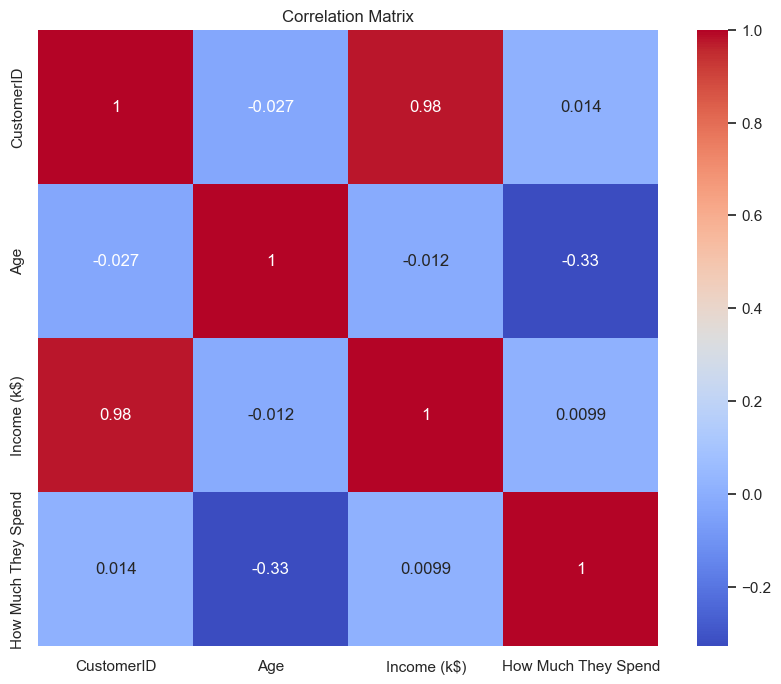 Correlation Matrix
CustomerID
1
-0.027
0.98
0.014
Age
-0.027
1
-0.012
-0.33
Income (k$)
0.98
-0.012
1
0.0099
How Much They Spend
0.014
-0.33
0.0099
1
CustomerID
Age
Income (k$)
How Much They Spend
1.0
0.8
0.6
0.4
0.2
0.0
−0.2